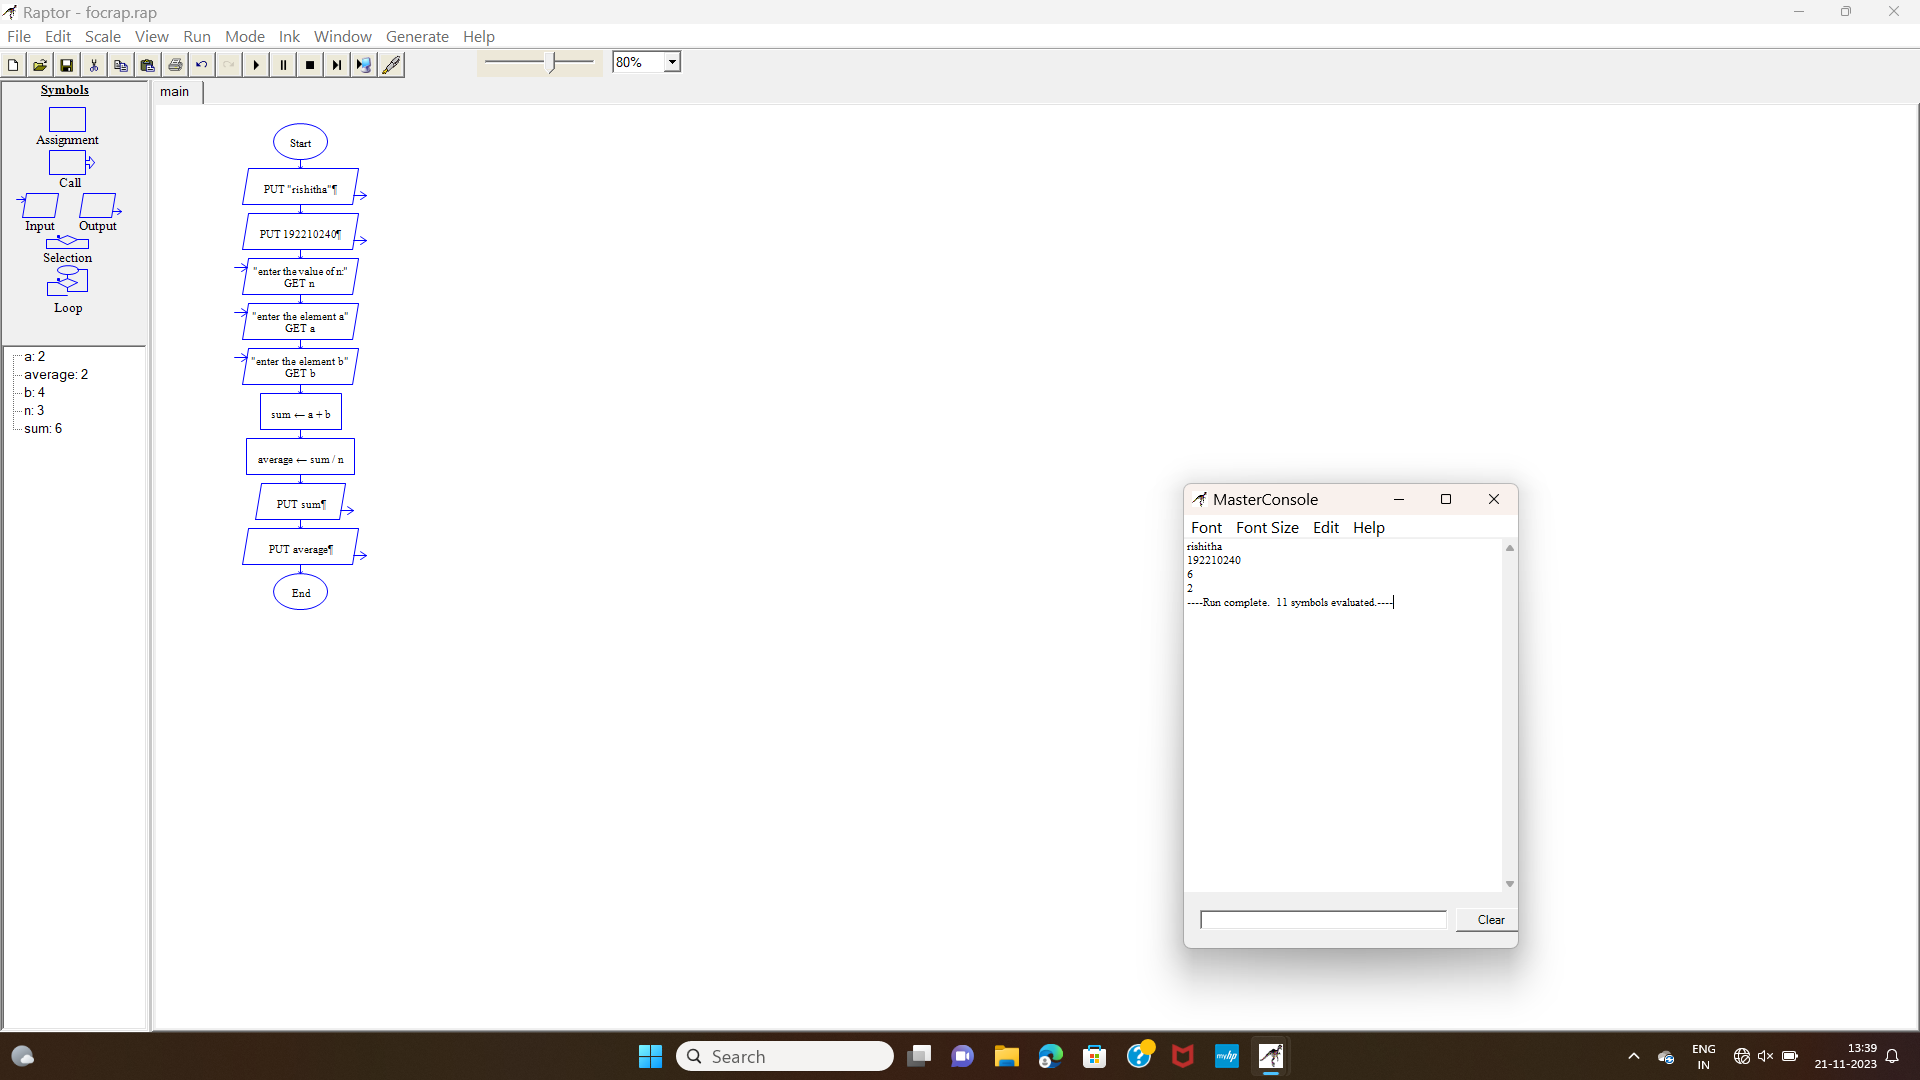 Raptor - focrap.rap
File Edit Scale View Run Mode Ink Window Generate Help
80%
Symbols
Assignment
Call
Input Output
Selection
Loop
a: 2
average: 2
b: 4
n: 3
sum: 6
main
Start
PUT "rishitha"¶
PUT 192210240¶
"enter the value of n:"
GET n
"enter the element a"
GET a
"enter the element b"
GET b
sum ← a + b
average ← sum / n
PUT sum¶
PUT average¶
End
MasterConsole
Font Font Size Edit Help
rishitha
192210240
6
2
----Run complete. 11 symbols evaluated.----
Clear
Search
myhp
ENG
IN
13:39
21-11-2023